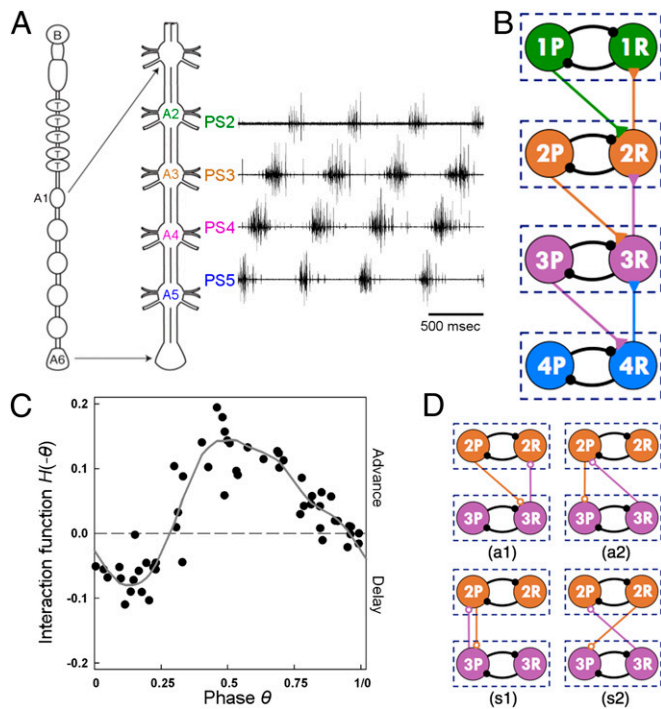 A
B
T
T
T
T
T
A1
A6
A2
A3
A4
A5
PS2
PS3
PS4
PS5
500 msec
B
1P 1R
2P 2R
3P 3R
4P 4R
C
Interaction function H(-θ)
0.2
0.1
0.0
-0.1
-0.2
0 0.25 0.5 0.75 1/0
Phase θ
Advance
Delay
D
2P 2R 2P 2R
3P 3R 3P 3R
(a1) (a2)
2P 2R 2P 2R
3P 3R 3P 3R
(s1) (s2)